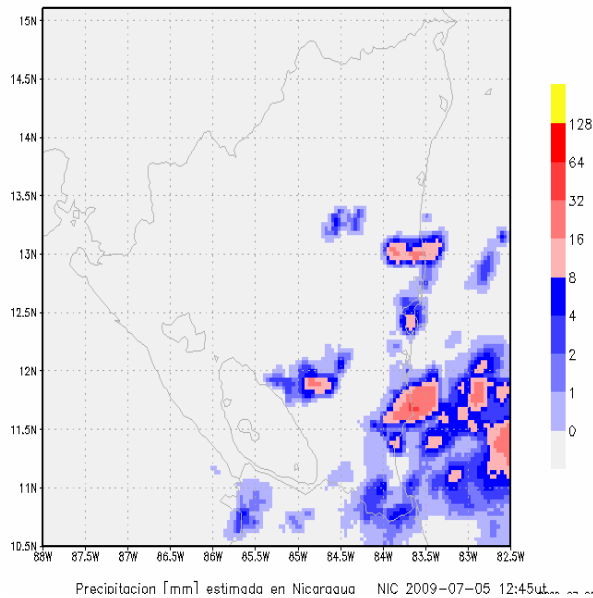 15N
14.5N
14N
13.5N
13N
12.5N
12N
11.5N
11N
10.5N
88W 87.5W 87W 86.5W 86W 85.5W 85W 84.5W 84W 83.5W 83W 82.5W
128
64
32
16
8
4
2
1
0
Precipitacion [mm] estimada en Nicaragua NIC 2009-07-05 12:45ut